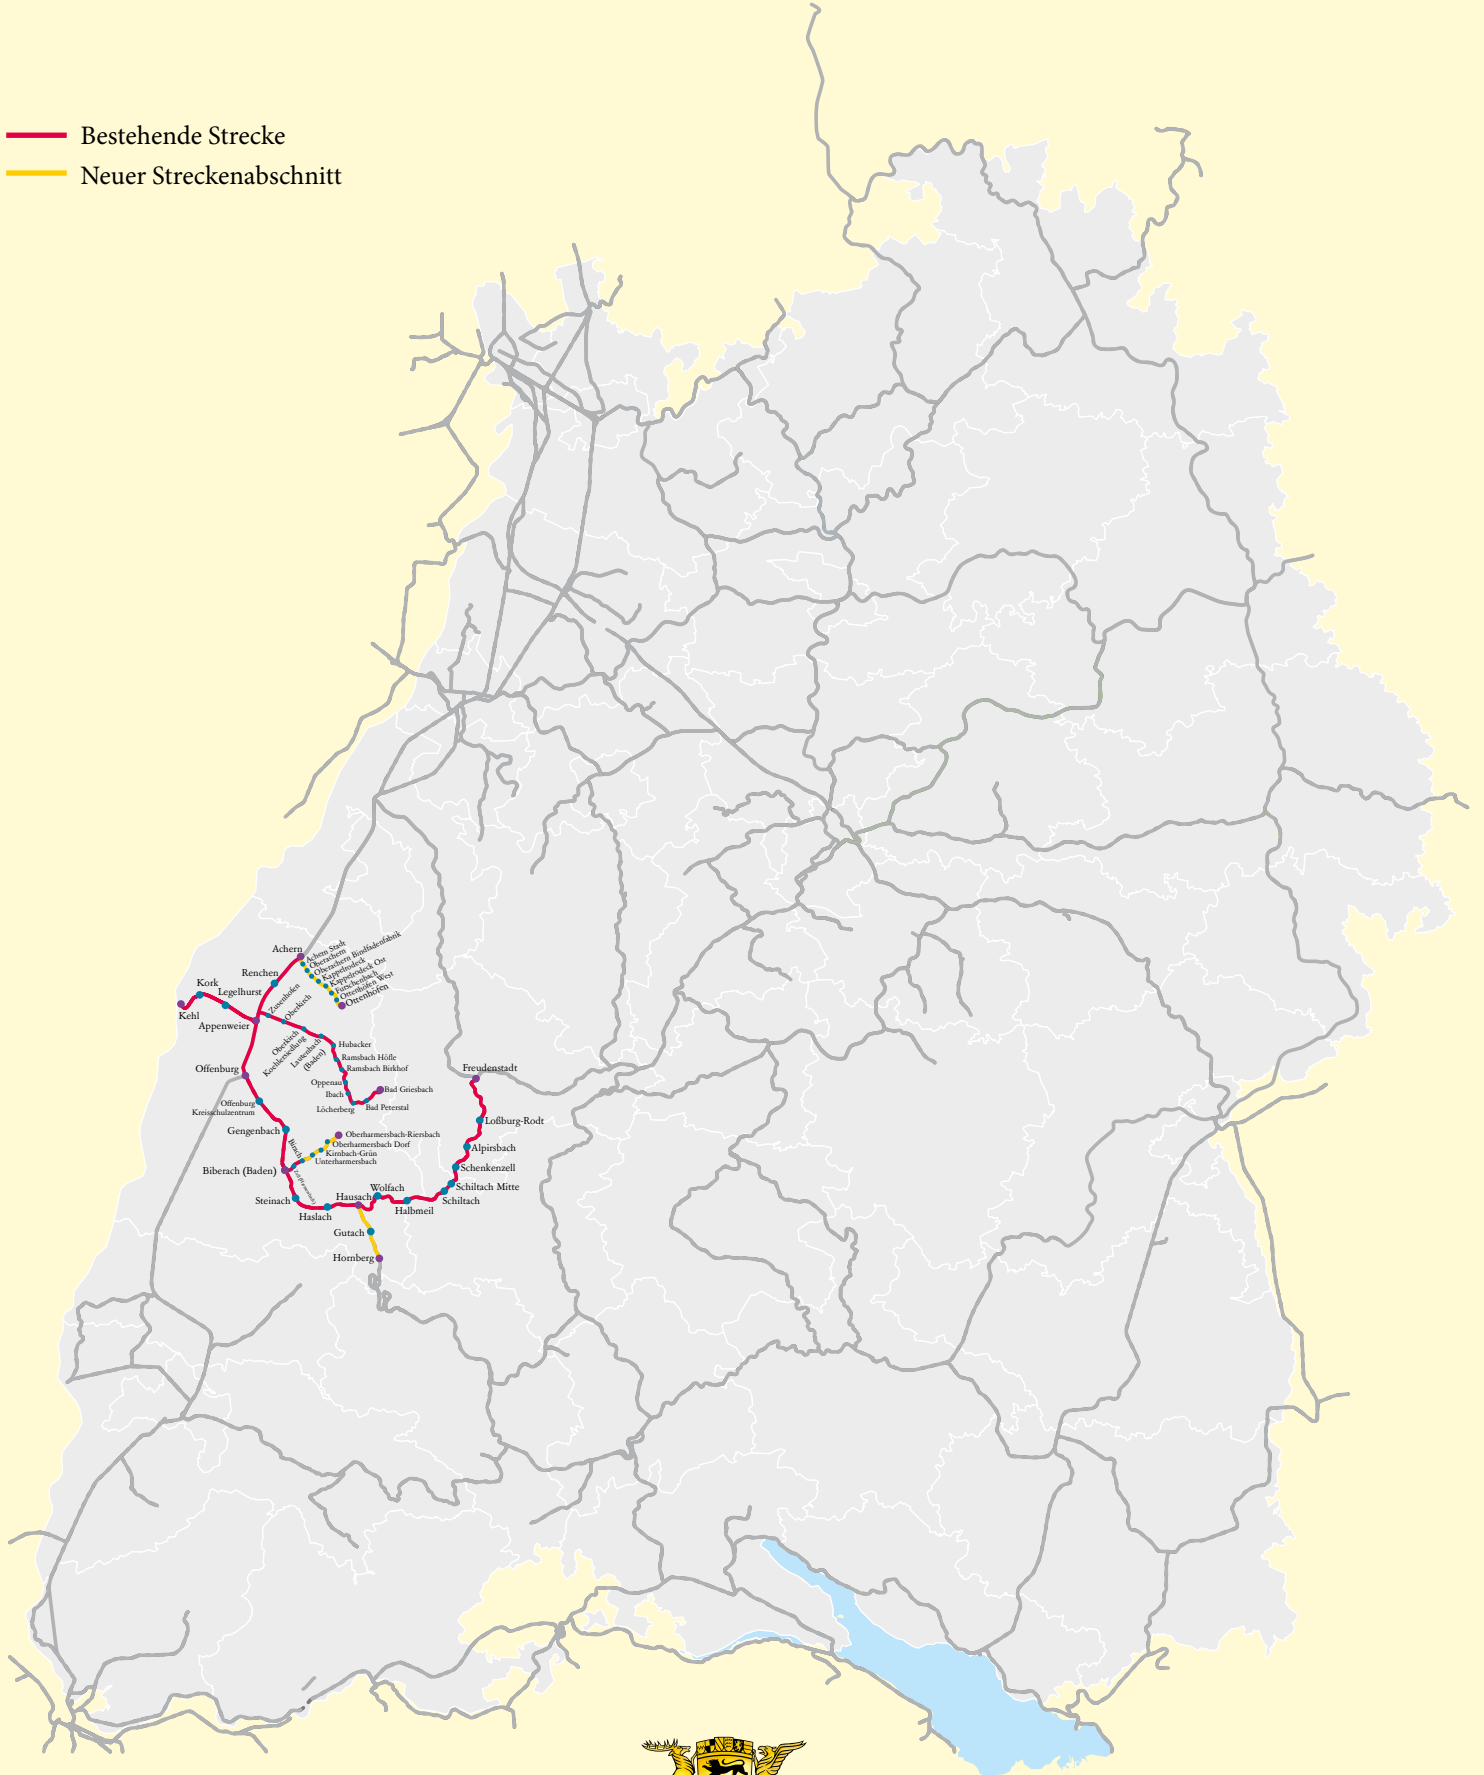 Bestehende Strecke
Neuer Streckenabschnitt
Achern
Achern Stadt
Oberachern
Oberachern Bindfadenfabrik
Kappelrodeck
Kappelrodeck Ost
Furschenbach
Ottenhöfen West
Ottenhöfen
Renchen
Kork
Legelhurst
Kehl
Appenweier
Zusenhofen
Oberkirch
Oberkirch
Koehlersiedlung
Lautenbach
(Baden)
Hubacker
Ramsbach Höfle
Ramsbach Birkhof
Oppenau
Ibach
Löcherberg
Bad Peterstal
Bad Griesbach
Offenburg
Freudenstadt
Offenburg
Kreisschulzentrum
Gengenbach
Loßburg-Rodt
Alpirsbach
Schenkenzell
Schiltach Mitte
Schiltach
Oberharmersbach-Riersbach
Oberharmersbach Dorf
Kirnbach-Grün
Unterharmersbach
Birach
Biberach (Baden)
Steinach
Haslach
Hausach
Wolfach
Halbmeil
Gutach
Hornberg